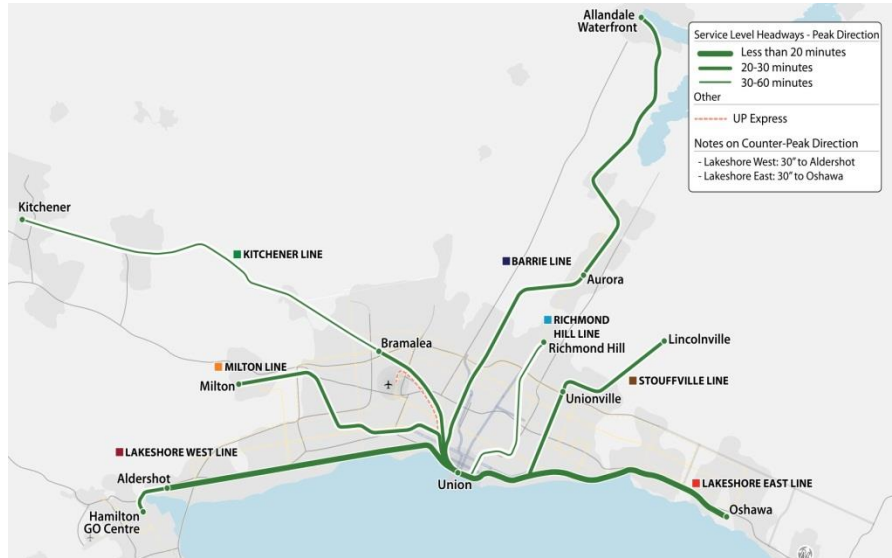 Allandale
Waterfront
Service Level Headways - Peak Direction
Less than 20 minutes
20-30 minutes
30-60 minutes
Other
UP Express
Notes on Counter-Peak Direction
- Lakeshore West: 30" to Aldershot
- Lakeshore East: 30" to Oshawa
Kitchener
KITCHENER LINE
BARRIE LINE
Aurora
RICHMOND
HILL LINE
Richmond Hill
Lincolnville
Bramalea
MILTON LINE
Milton
STOUFFVILLE LINE
Unionville
LAKESHORE WEST LINE
Aldershot
Union
LAKESHORE EAST LINE
Hamilton
GO Centre
Oshawa